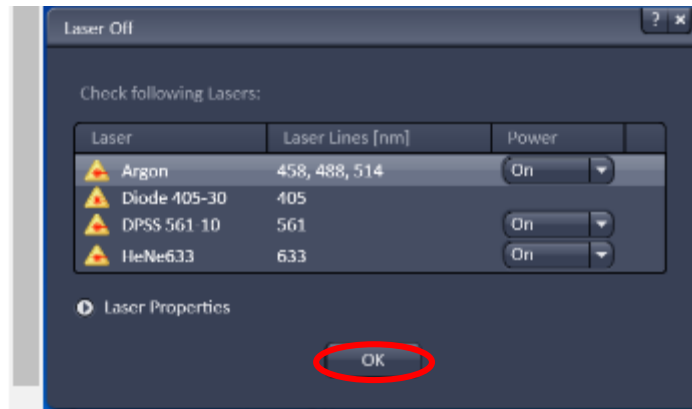 Laser Off
? x
Check following Lasers:
Laser Laser Lines [nm] Power
Argon 458, 488, 514 On
Diode 405-30 405
DPSS 561-10 561 On
HeNe633 633 On
Laser Properties
OK